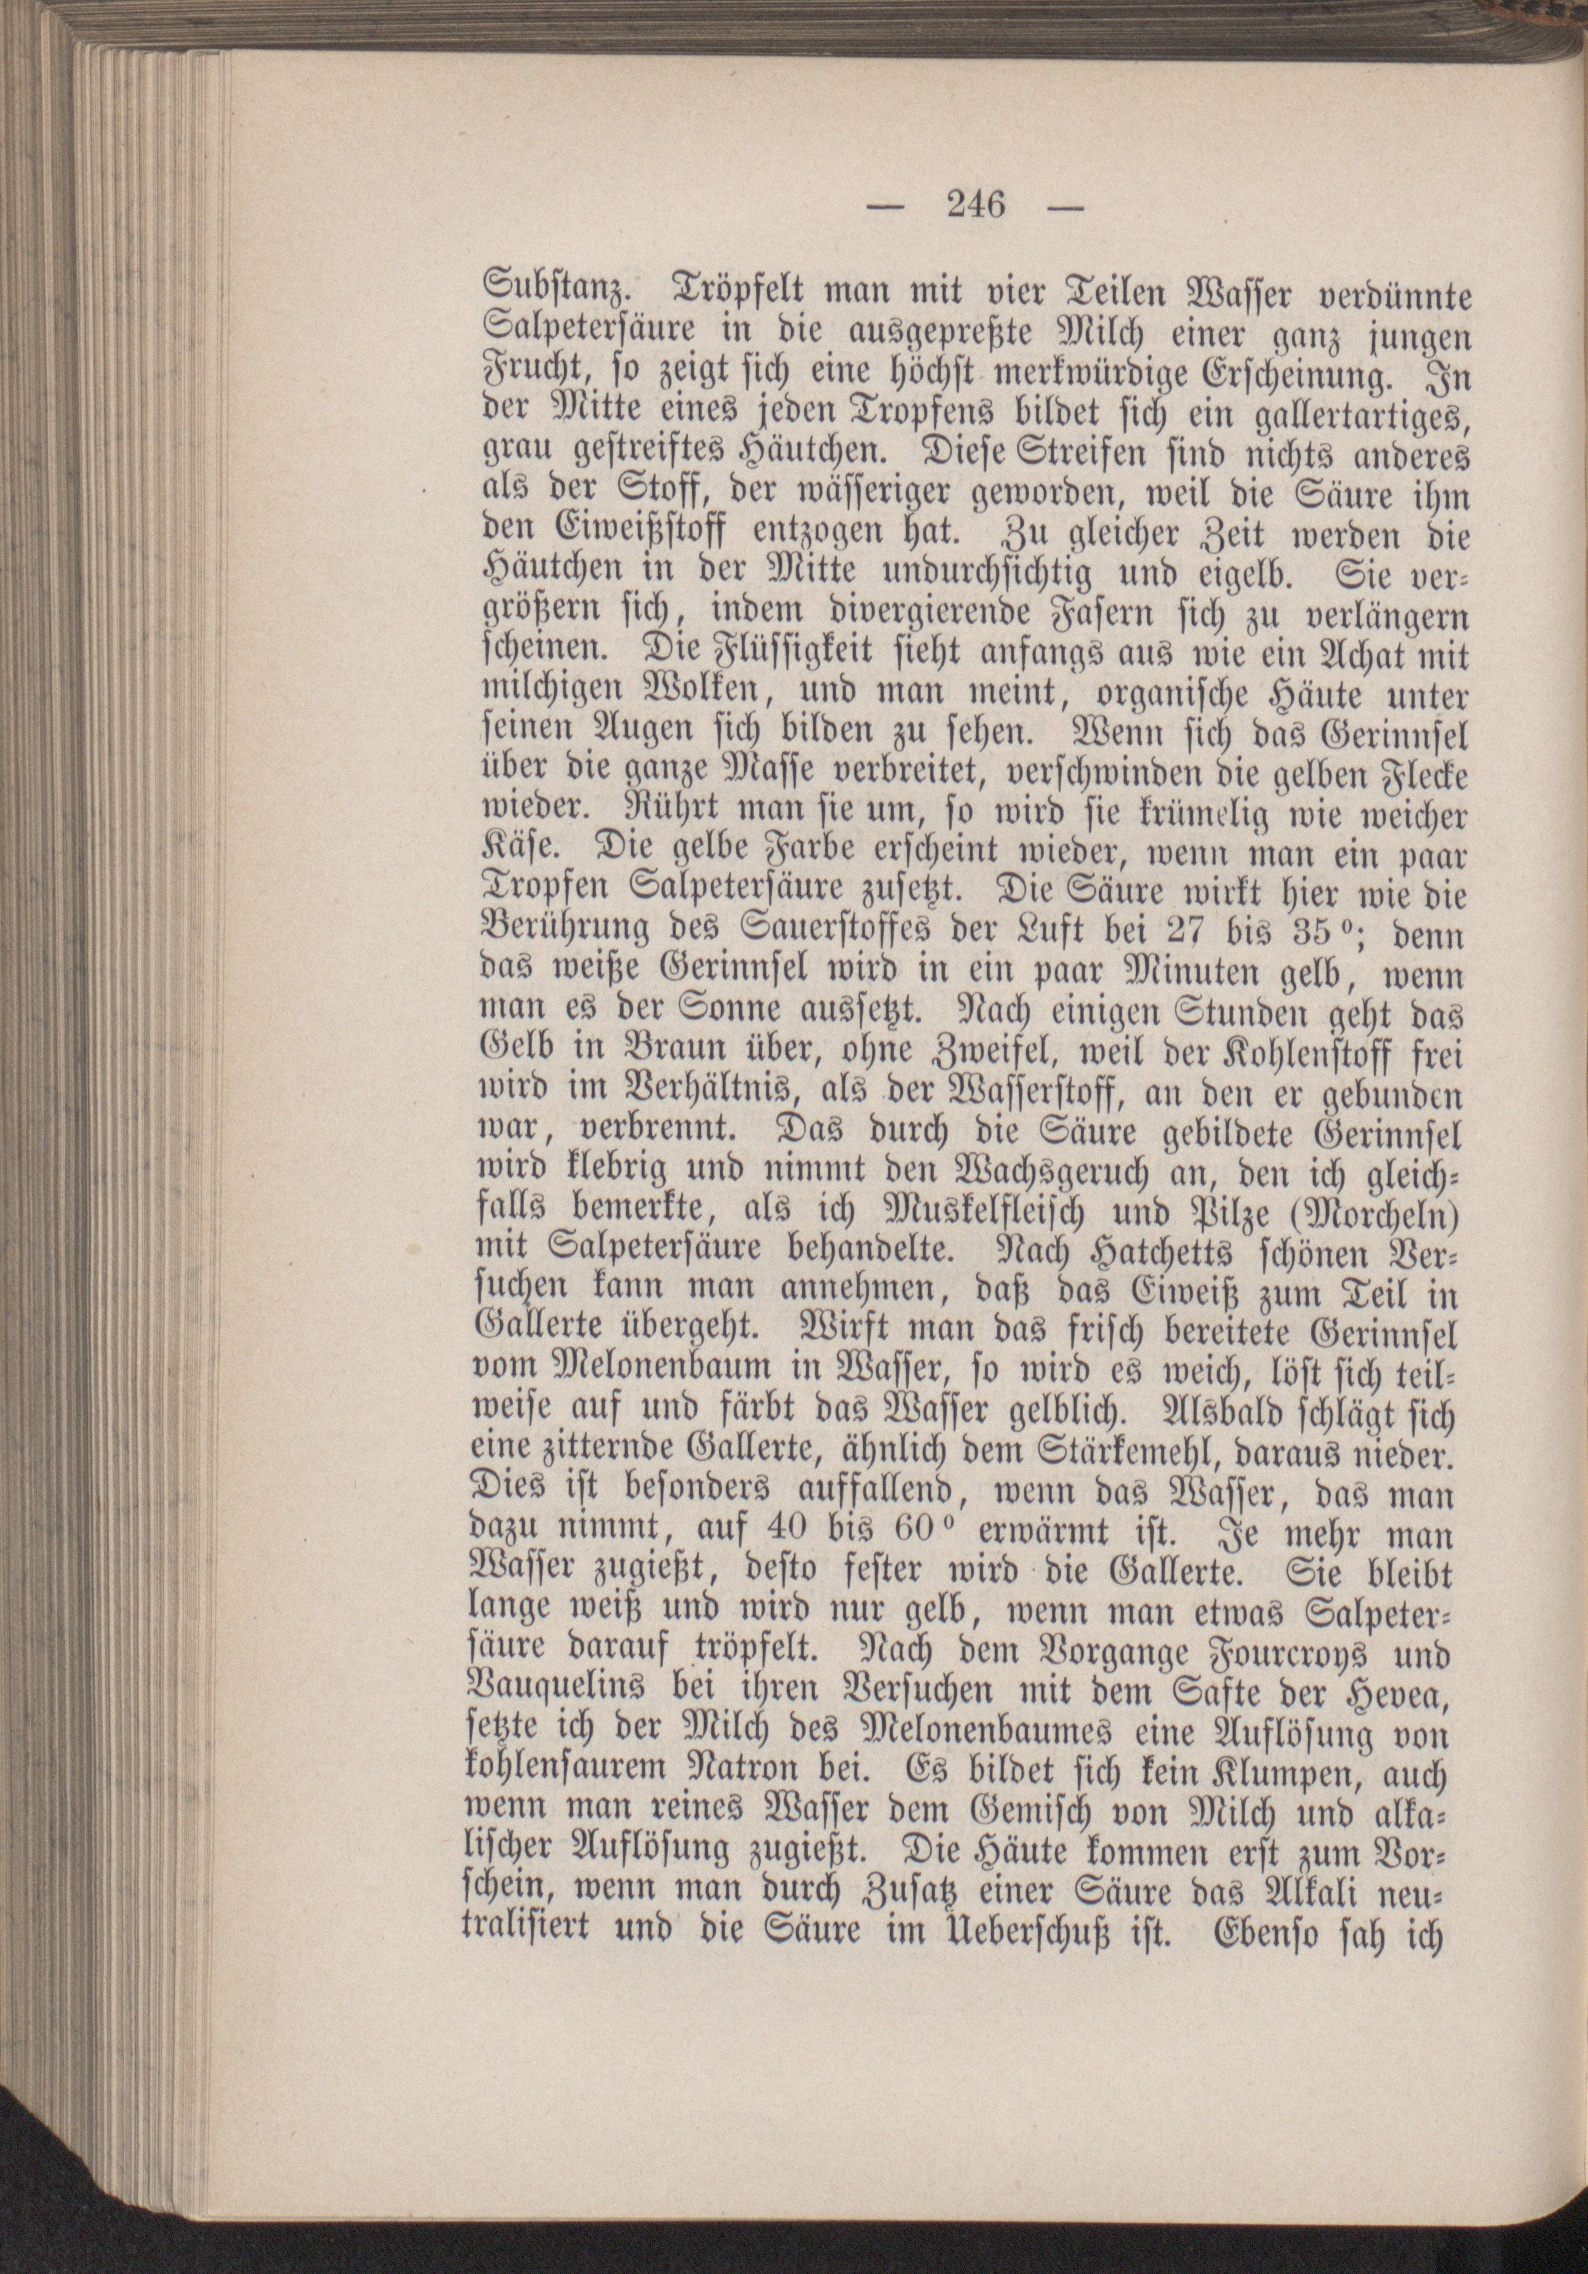 — 246 —
Substanz. Tröpfelt man mit vier Teilen Wasser verdünnte
Salpetersäure in die ausgepreßte Milch einer ganz jungen
Frucht, so zeigt sich eine höchst merkwürdige Erscheinung. In
der Mitte eines jeden Tropfens bildet sich ein gallertartiges,
grau gestreiftes Häutchen. Diese Streifen sind nichts anderes
als der Stoff, der wässeriger geworden, weil die Säure ihm
den Eiweißstoff entzogen hat. Zu gleicher Zeit werden die
Häutchen in der Mitte undurchsichtig und eigelb. Sie ver-
größern sich, indem divergierende Fasern sich zu verlängern
scheinen. Die Flüssigkeit sieht anfangs aus wie ein Achat mit
milchigen Wolken, und man meint, organische Häute unter
seinen Augen sich bilden zu sehen. Wenn sich das Gerinnsel
über die ganze Masse verbreitet, verschwinden die gelben Flecke
wieder. Rührt man sie um, so wird sie krümelig wie weicher
Käse. Die gelbe Farbe erscheint wieder, wenn man ein paar
Tropfen Salpetersäure zusetzt. Die Säure wirkt hier wie die
Berührung des Sauerstoffes der Luft bei 27 bis 35°; denn
das weiße Gerinnsel wird in ein paar Minuten gelb, wenn
man es der Sonne aussetzt. Nach einigen Stunden geht das
Gelb in Braun über, ohne Zweifel, weil der Kohlenstoff frei
wird im Verhältnis, als der Wasserstoff, an den er gebunden
war, verbrennt. Das durch die Säure gebildete Gerinnsel
wird klebrig und nimmt den Wachsgeruch an, den ich gleich-
falls bemerkte, als ich Muskelfleisch und Pilze (Morcheln)
mit Salpetersäure behandelte. Nach Hatchetts schönen Ver-
suchen kann man annehmen, daß das Eiweiß zum Teil in
Gallerte übergeht. Wirft man das frisch bereitete Gerinnsel
vom Melonenbaum in Wasser, so wird es weich, löst sich teil-
weise auf und färbt das Wasser gelblich. Alsbald schlägt sich
eine zitternde Gallerte, ähnlich dem Stärkemehl, daraus nieder.
Dies ist besonders auffallend, wenn das Wasser, das man
dazu nimmt, auf 40 bis 60° erwärmt ist. Je mehr man
Wasser zugießt, desto fester wird die Gallerte. Sie bleibt
lange weiß und wird nur gelb, wenn man etwas Salpeter-
säure darauf tröpfelt. Nach dem Vorgange Fourcroys und
Vauquelins bei ihren Versuchen mit dem Safte der Hevea,
setzte ich der Milch des Melonenbaumes eine Auflösung von
kohlensaurem Natron bei. Es bildet sich kein Klumpen, auch
wenn man reines Wasser dem Gemisch von Milch und alka-
lischer Auflösung zugießt. Die Häute kommen erst zum Vor-
schein, wenn man durch Zusatz einer Säure das Alkali neu-
tralisiert und die Säure im Ueberschuß ist. Ebenso sah ich